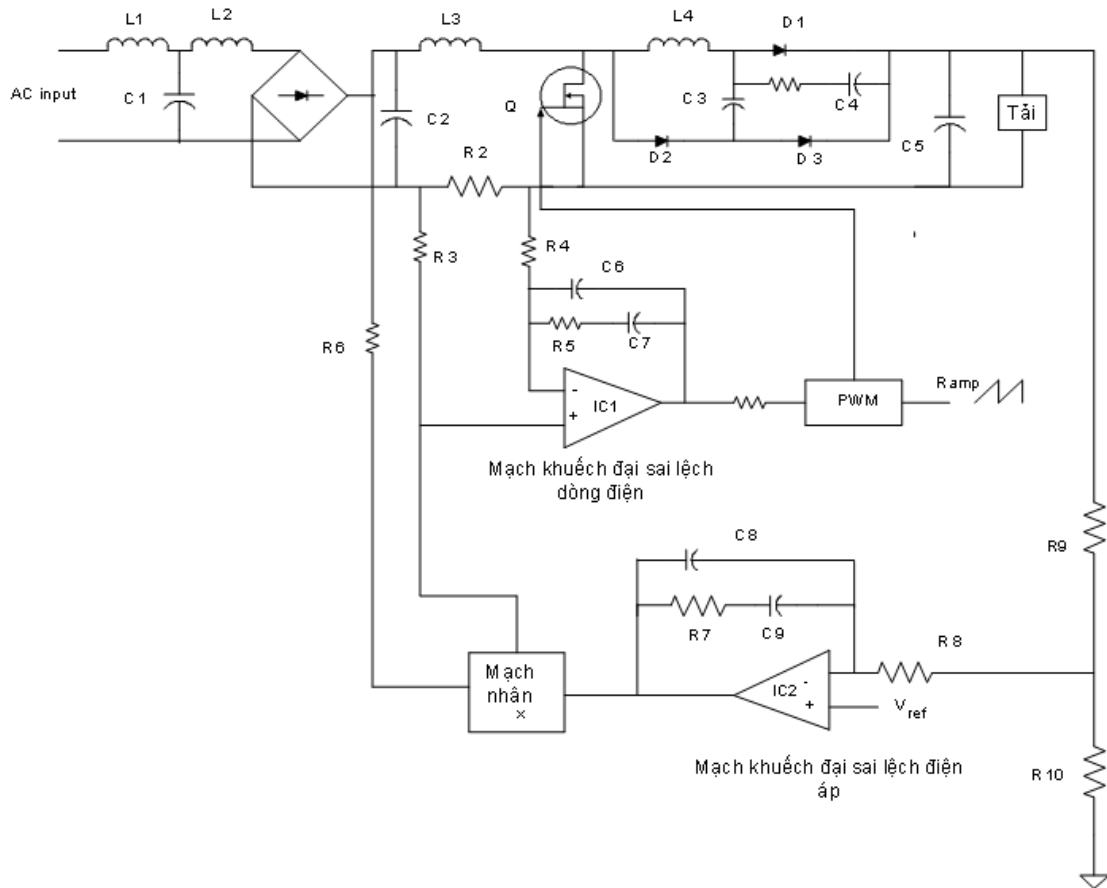 L1
L2
L3
L4
D1
AC input
C1
C2
Q
C3
C4
C5
Tải
D2
D3
R2
R3
R4
C6
R5
C7
R6
-
+
IC1
PWM
Ramp
Mạch khuếch đại sai lệch
dòng điện
C8
R9
R7
C9
R8
Mạch
nhân
x
IC2
-
+
Vref
Mạch khuếch đại sai lệch điện
áp
R10